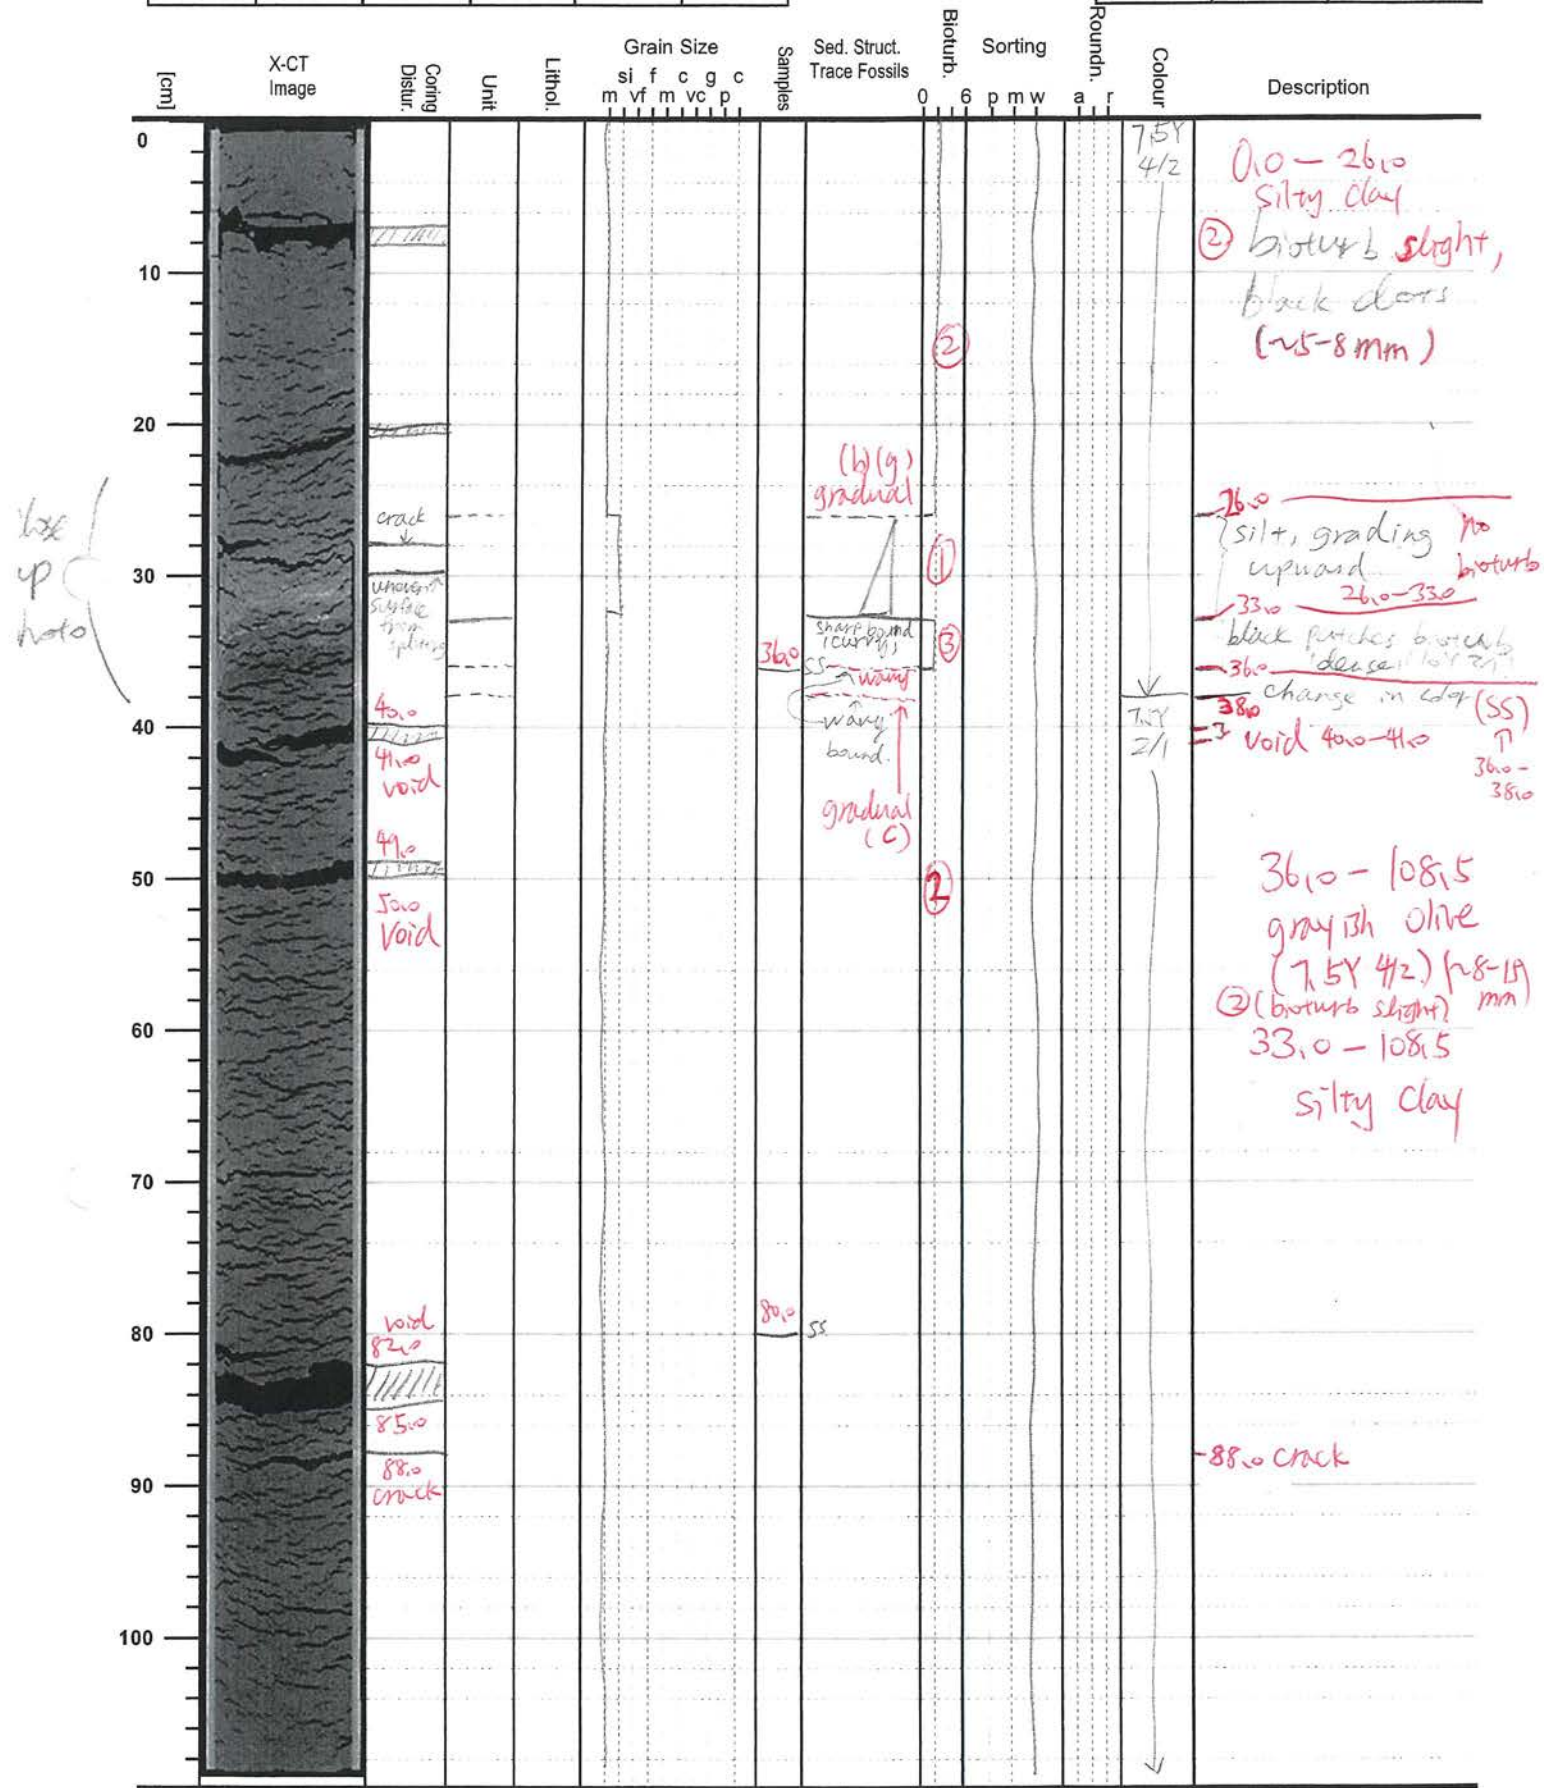 [cm]
X-CT
Image
Coring
Distur.
Unit
Lithol.
Grain Size
si f c g c
m vf m vc p
Samples
Sed. Struct.
Trace Fossils
Bioturb.
0 6
Sorting
p m w
Roundn.
a r
Colour
Description
0
10
20
30
40
50
60
70
80
90
100
up
crack
uneven
surface
from
40.0
41.0
void
49.0
50.0
Void
void
82.0
85.0
88.0
crack
36.0
80.0
(b) (g)
gradual
sharp bound
SS
wavy
wavy
bound.
gradual
(C)
SS
②
①
③
2
7.5Y
4/2
2/1
0.0 - 26.0
silty clay
② bioturb slight,
black
(~5-8mm)
26.0
silt, grading
upward
no
bioturb
26.0-33.0
33.0
black patches bioturb
dense
36.0
change in color
(SS)
↑
36.0-
38.0
38.0
void 40.0-41.0
36.0 - 108.5
grayish olive
(7.5Y 4/2)
mm)
② (bioturb slight)
33.0 - 108.5
silty clay
88.0 crack